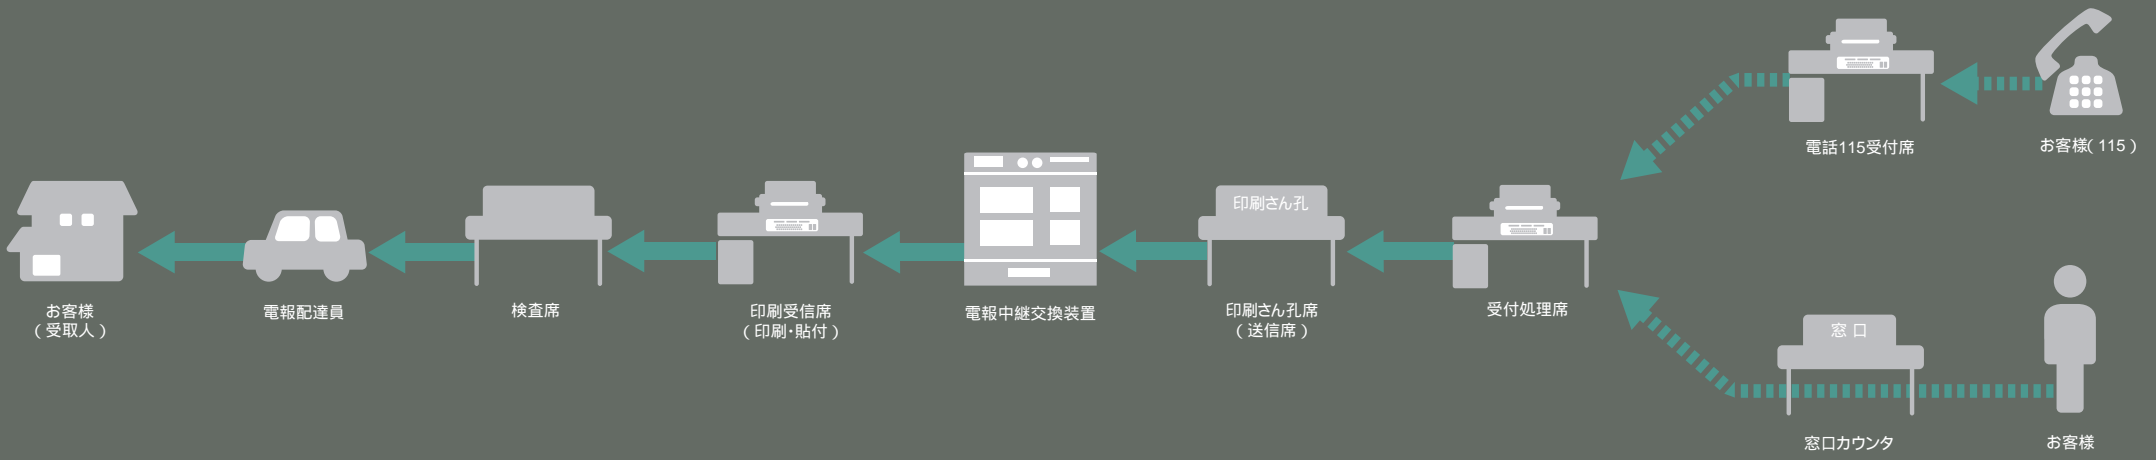 電話115受付席
お客様(115)
印刷さん孔
お客様
(受取人)
電報配達員
検査席
印刷受信席
(印刷・貼付)
電報中継交換装置
印刷さん孔席
(送信席)
受付処理席
窓口
窓口カウンタ
お客様